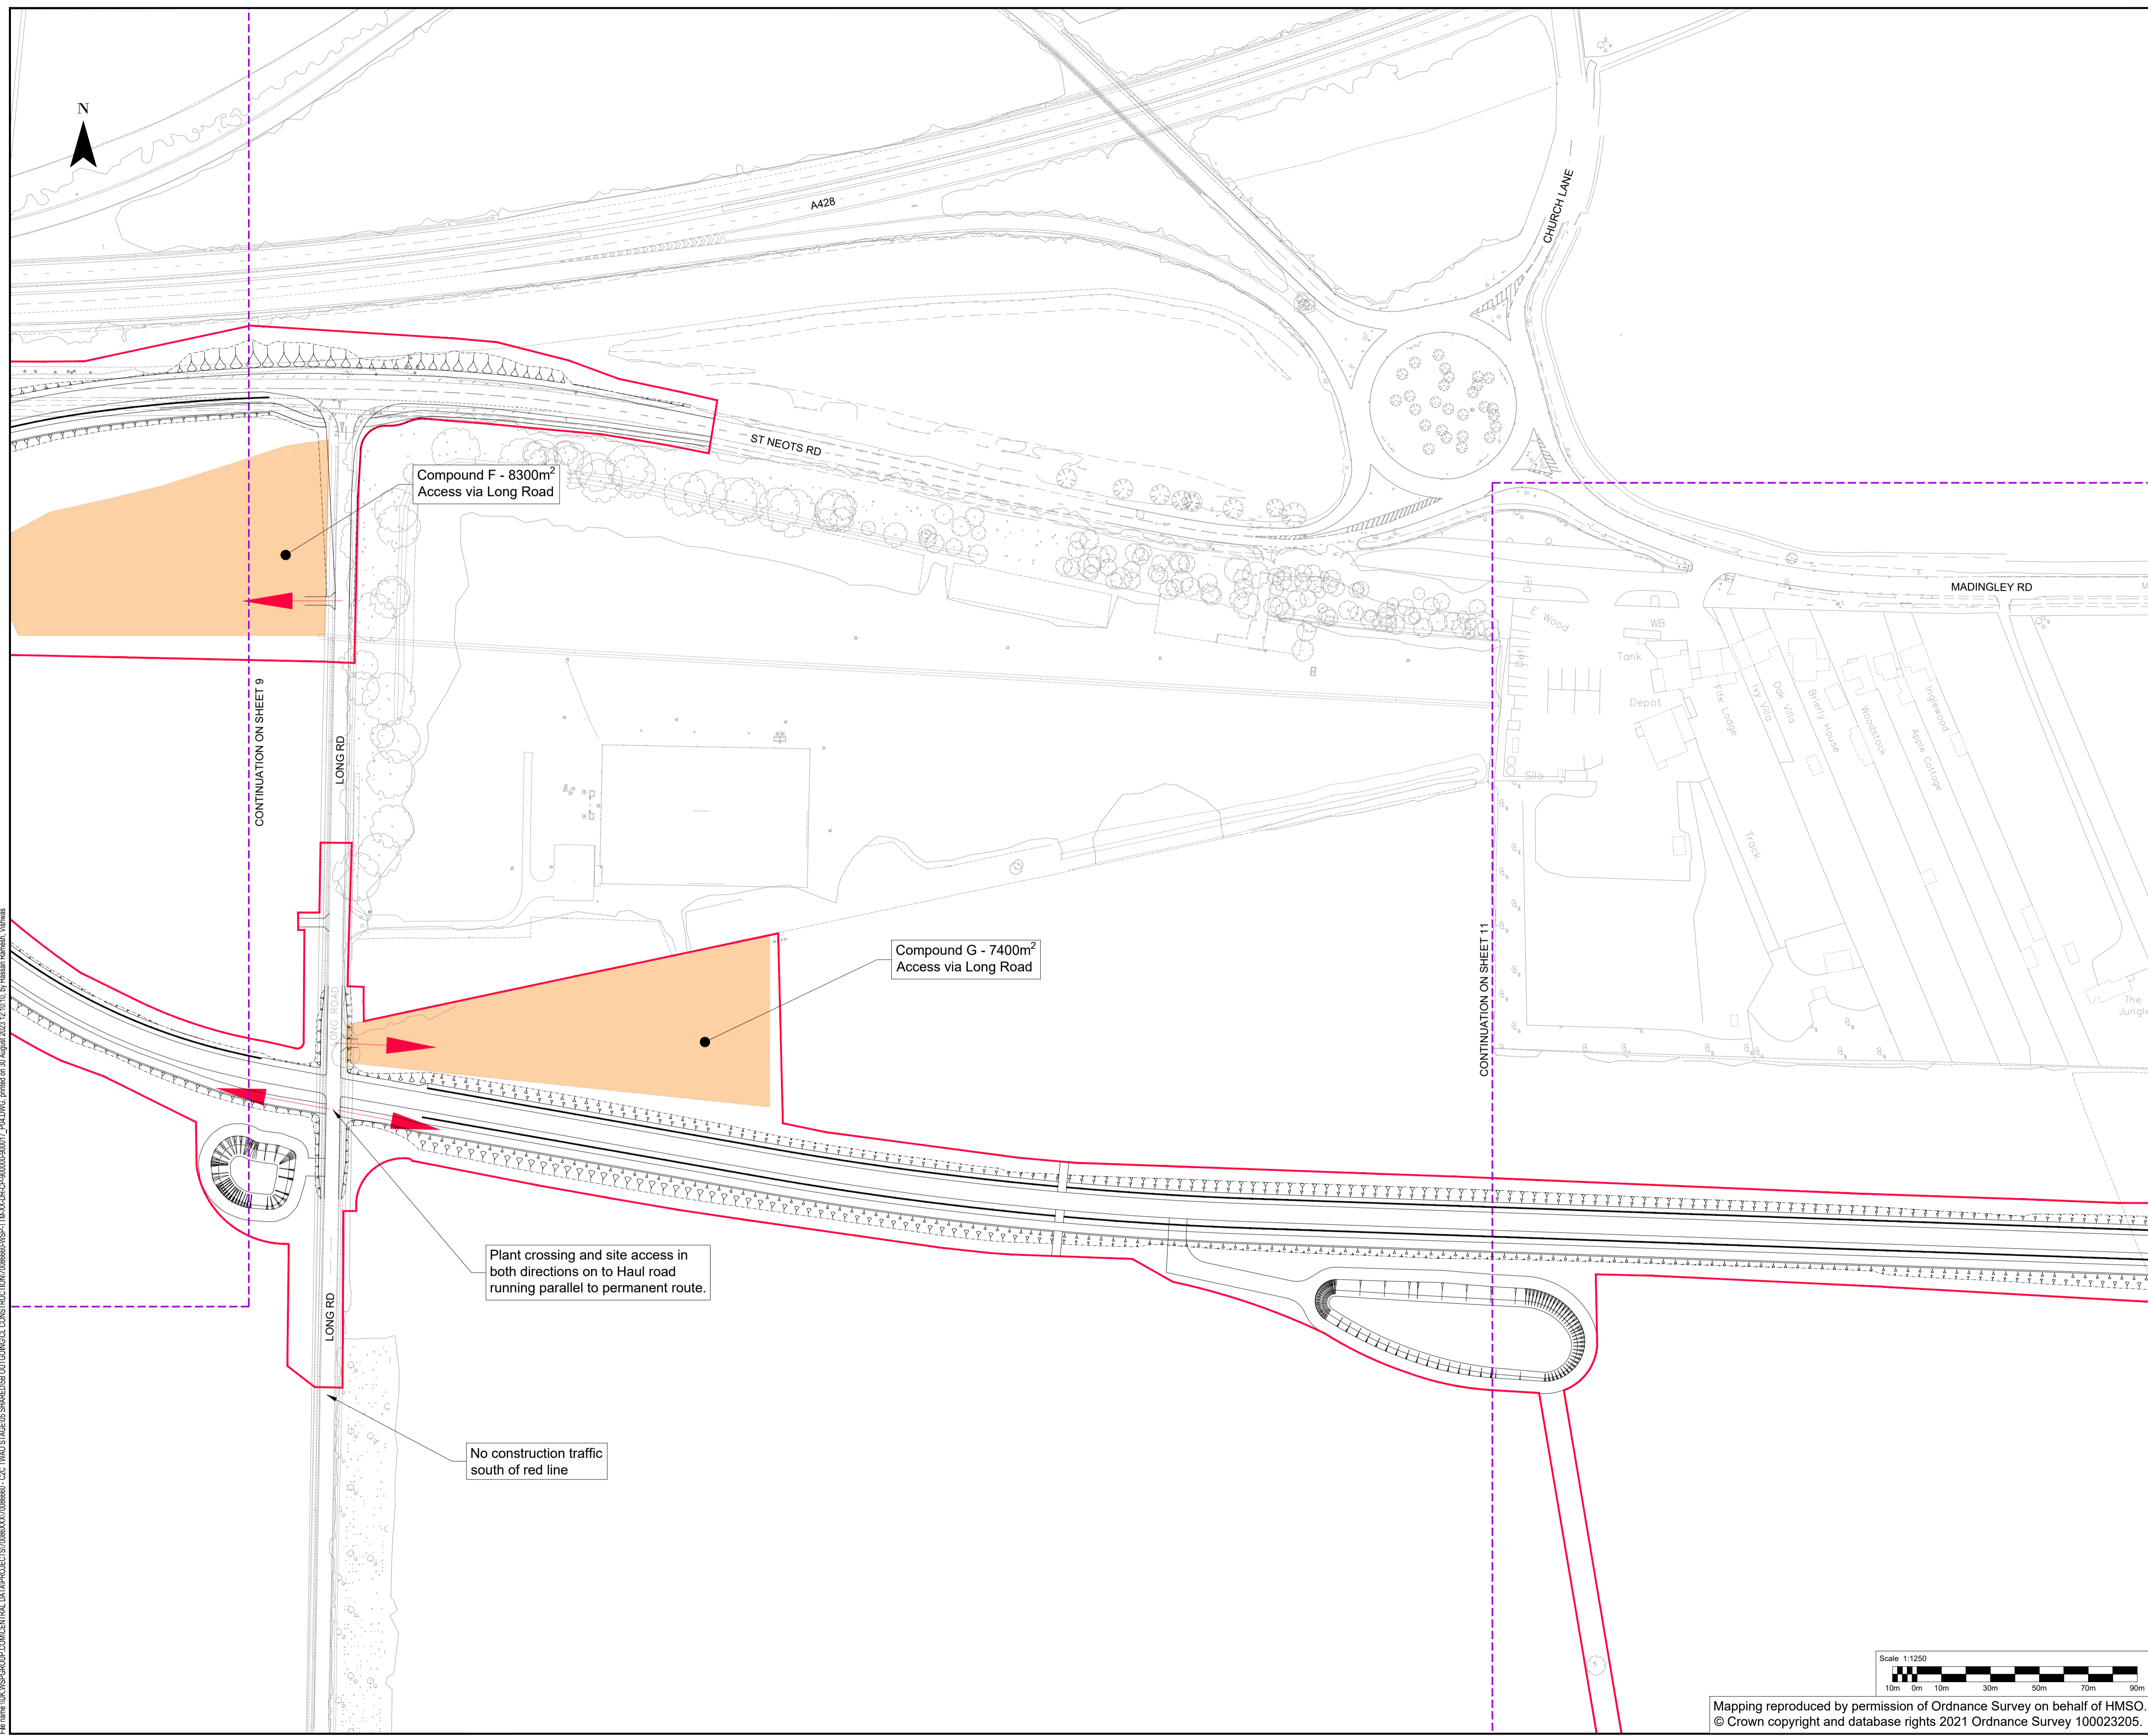 N
A428
CHURCH LANE
ST NEOTS RD
Compound F - 8300m²
Access via Long Road
MADINGLEY RD
E Wood
WB
Tank
Depot
Silo
Fife Lodge
Ivy Villa
Oak Villa
Brierly House
Woodstock
Apple Cottage
Inglewood
Track
The
Jungle
CONTINUATION ON SHEET 9
LONG RD
Compound G - 7400m²
Access via Long Road
CONTINUATION ON SHEET 11
LONG ROAD
Plant crossing and site access in
both directions on to Haul road
running parallel to permanent route.
LONG RD
No construction traffic
south of red line
Scale 1:1250
10m 0m 10m 30m 50m 70m 90m
Mapping reproduced by permission of Ordnance Survey on behalf of HMSO.
© Crown copyright and database rights 2021 Ordnance Survey 100023205.